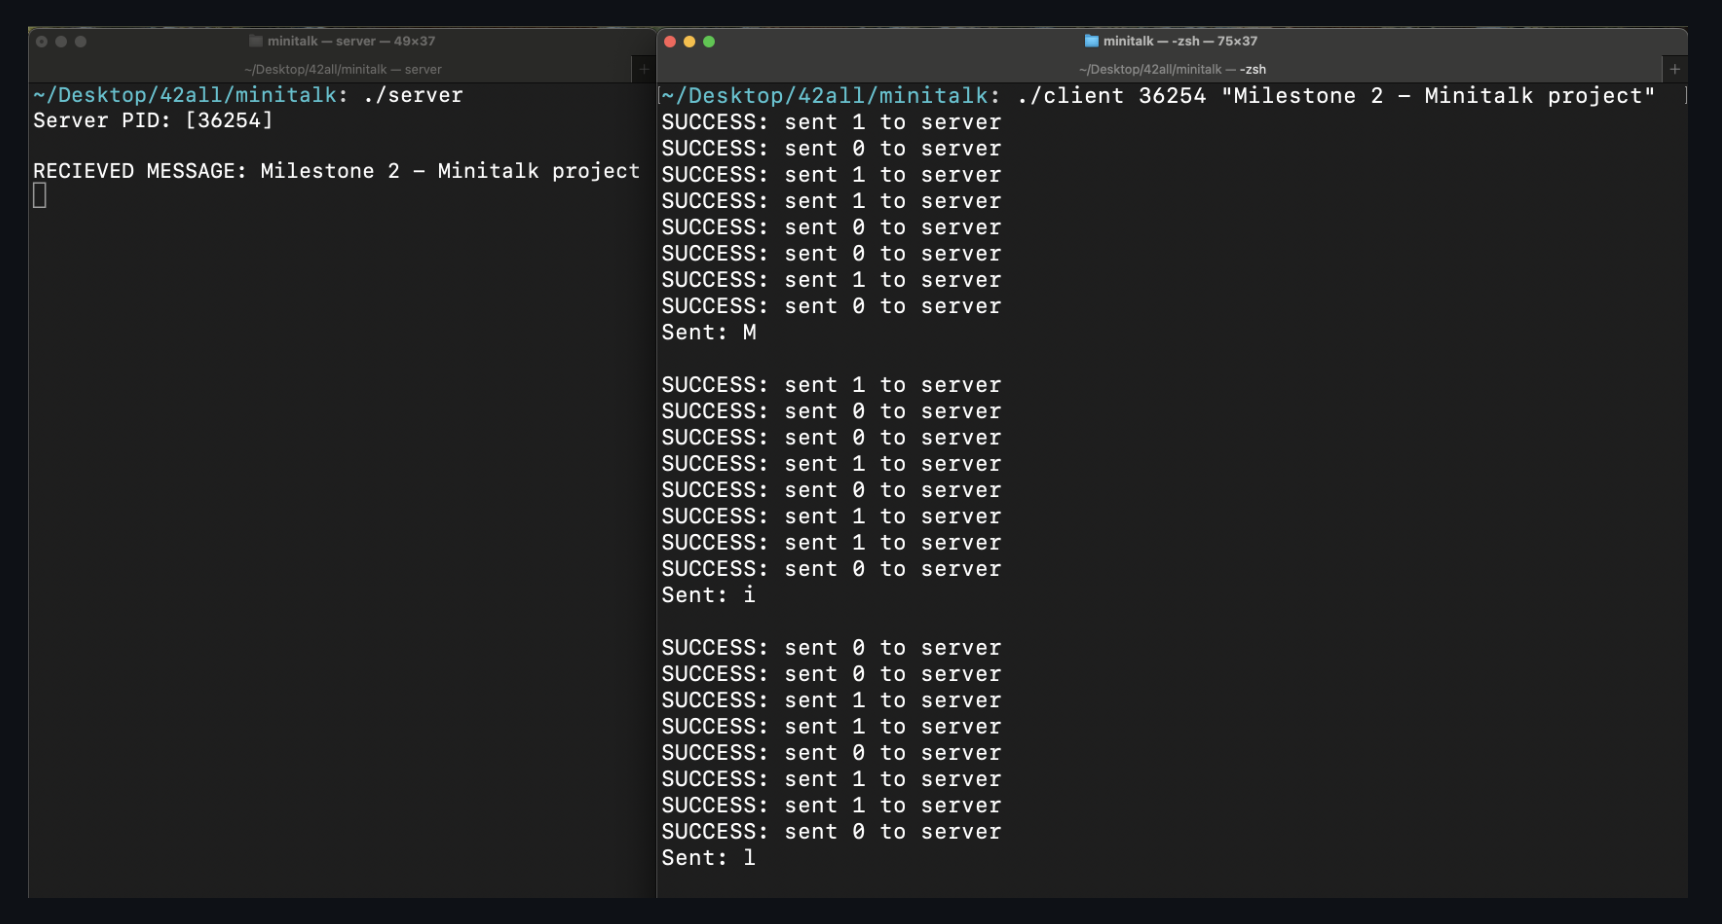 minitalk — server — 49×37
~/Desktop/42all/minitalk — server
+
~/Desktop/42all/minitalk: ./server
Server PID: [36254]
RECIEVED MESSAGE: Milestone 2 – Minitalk project
minitalk — -zsh — 75×37
~/Desktop/42all/minitalk — -zsh
+
~/Desktop/42all/minitalk: ./client 36254 "Milestone 2 – Minitalk project"
SUCCESS: sent 1 to server
SUCCESS: sent 0 to server
SUCCESS: sent 1 to server
SUCCESS: sent 1 to server
SUCCESS: sent 0 to server
SUCCESS: sent 0 to server
SUCCESS: sent 1 to server
SUCCESS: sent 0 to server
Sent: M
SUCCESS: sent 1 to server
SUCCESS: sent 0 to server
SUCCESS: sent 0 to server
SUCCESS: sent 1 to server
SUCCESS: sent 0 to server
SUCCESS: sent 1 to server
SUCCESS: sent 1 to server
SUCCESS: sent 0 to server
Sent: i
SUCCESS: sent 0 to server
SUCCESS: sent 0 to server
SUCCESS: sent 1 to server
SUCCESS: sent 1 to server
SUCCESS: sent 0 to server
SUCCESS: sent 1 to server
SUCCESS: sent 1 to server
SUCCESS: sent 0 to server
Sent: l